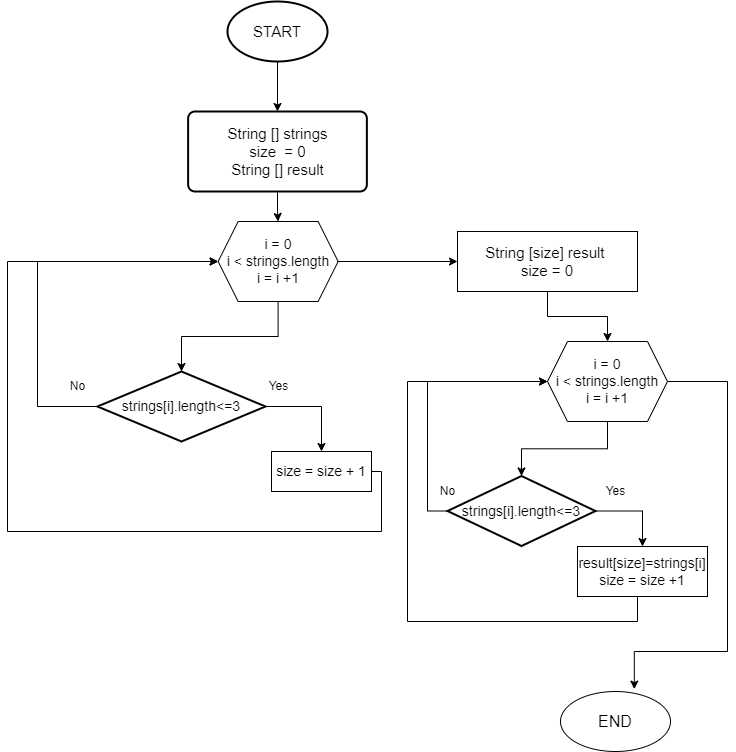 START
String [] strings
size = 0
String [] result
i = 0
i < strings.length
i = i +1
String [size] result
size = 0
No
Yes
strings[i].length<=3
size = size + 1
i = 0
i < strings.length
i = i +1
No
Yes
strings[i].length<=3
result[size]=strings[i]
size = size +1
END